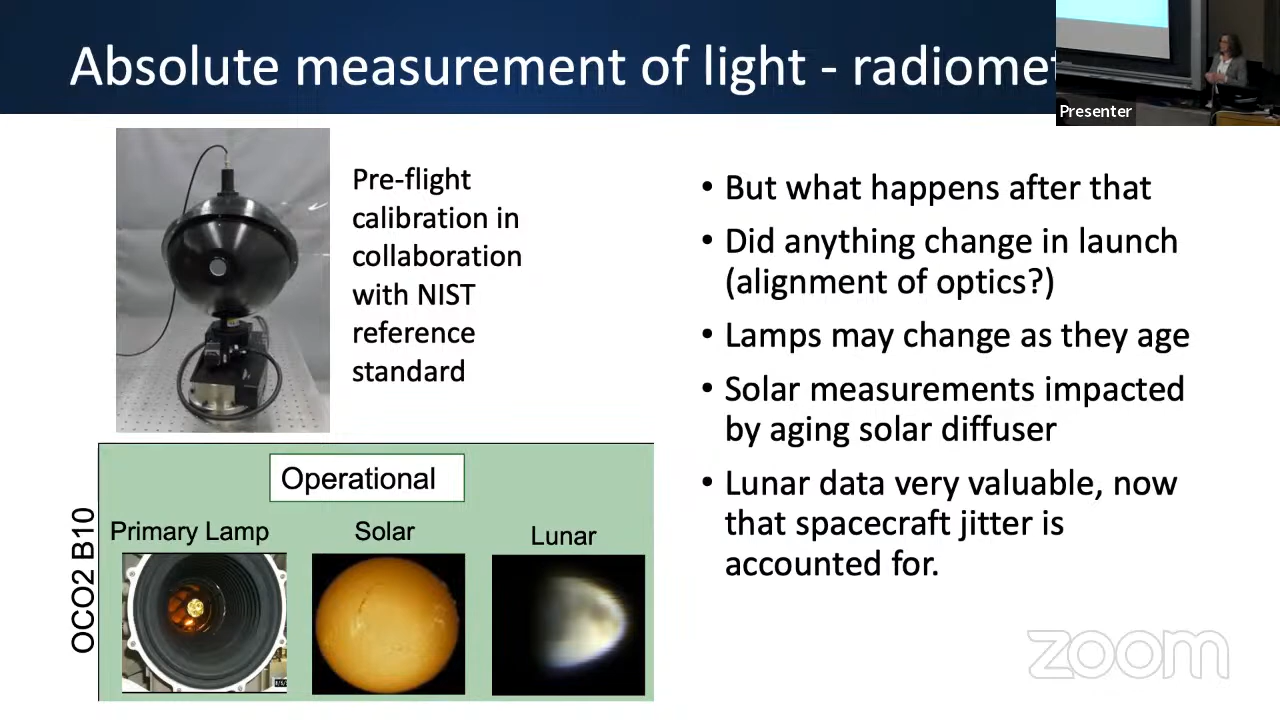 Absolute measurement of light - radiome
Presenter
Pre-flight
calibration in
collaboration
with NIST
reference
standard
• But what happens after that
• Did anything change in launch
(alignment of optics?)
• Lamps may change as they age
• Solar measurements impacted
by aging solar diffuser
• Lunar data very valuable, now
that spacecraft jitter is
accounted for.
OCO2 B10
Operational
Primary Lamp
Solar
Lunar
zoom